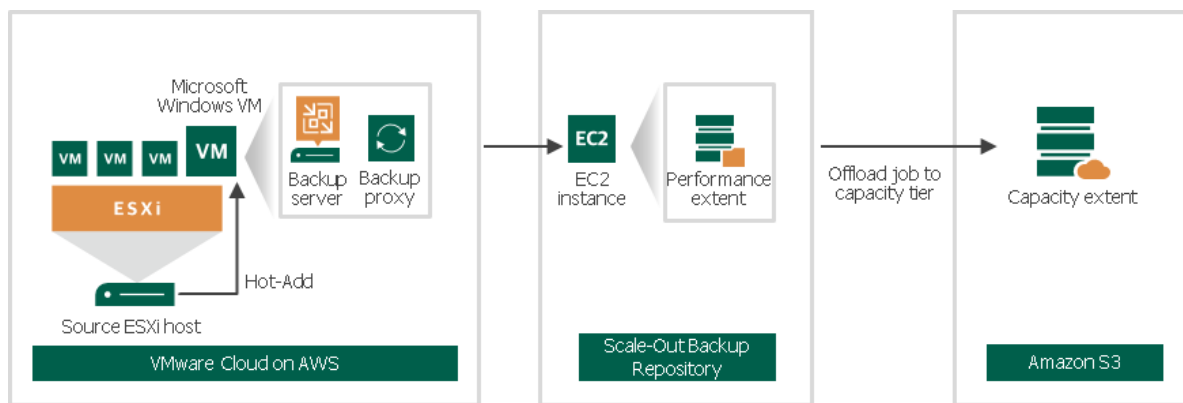 Microsoft
Windows VM
VM
VM
VM
VM
ESXi
Source ESXi host
Hot-Add
Backup
server
Backup
proxy
VMware Cloud on AWS
EC2
EC2
instance
Performance
extent
Scale-Out Backup
Repository
Offload job to
capacity tier
Capacity extent
Amazon S3